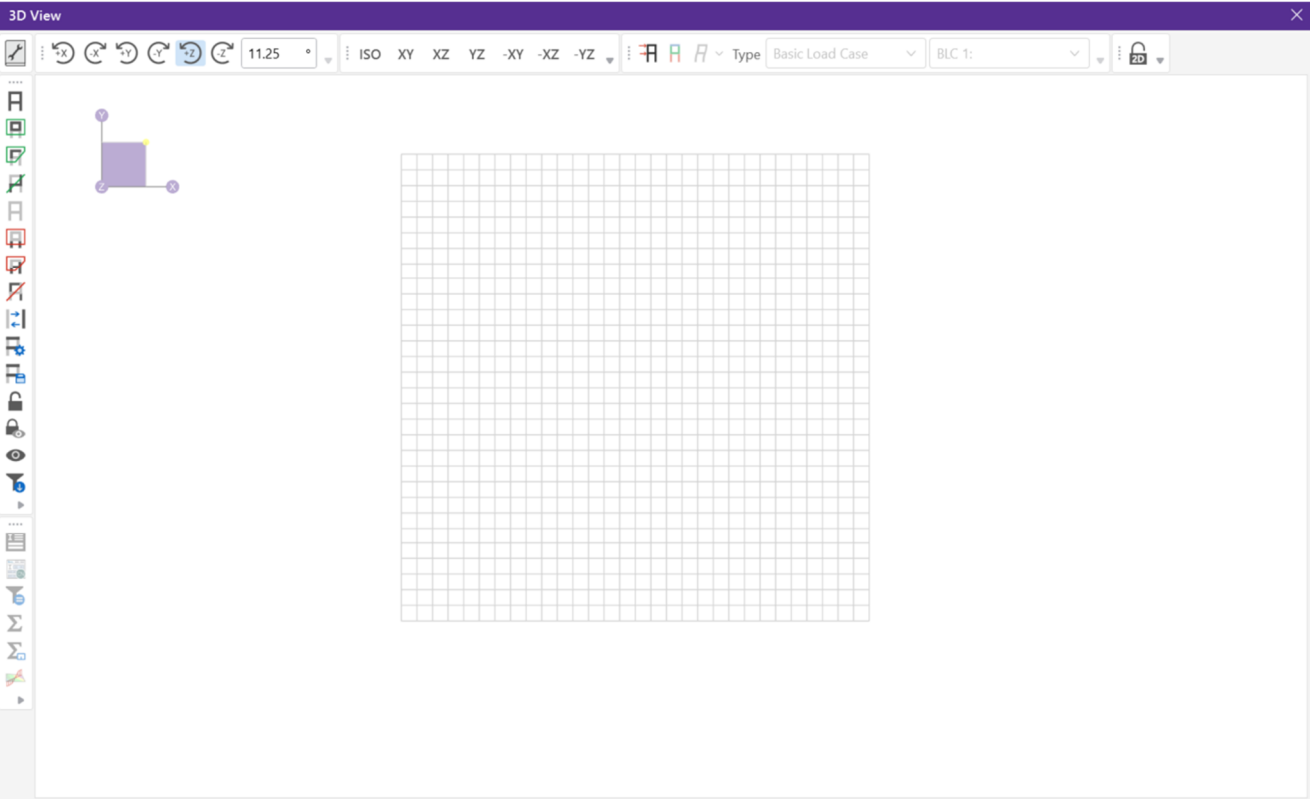 3D View
+X -X +Y -Y +Z -Z 11.25 ° ISO XY XZ YZ -XY -XZ -YZ Type Basic Load Case BLC 1: 2D
Y
Z X